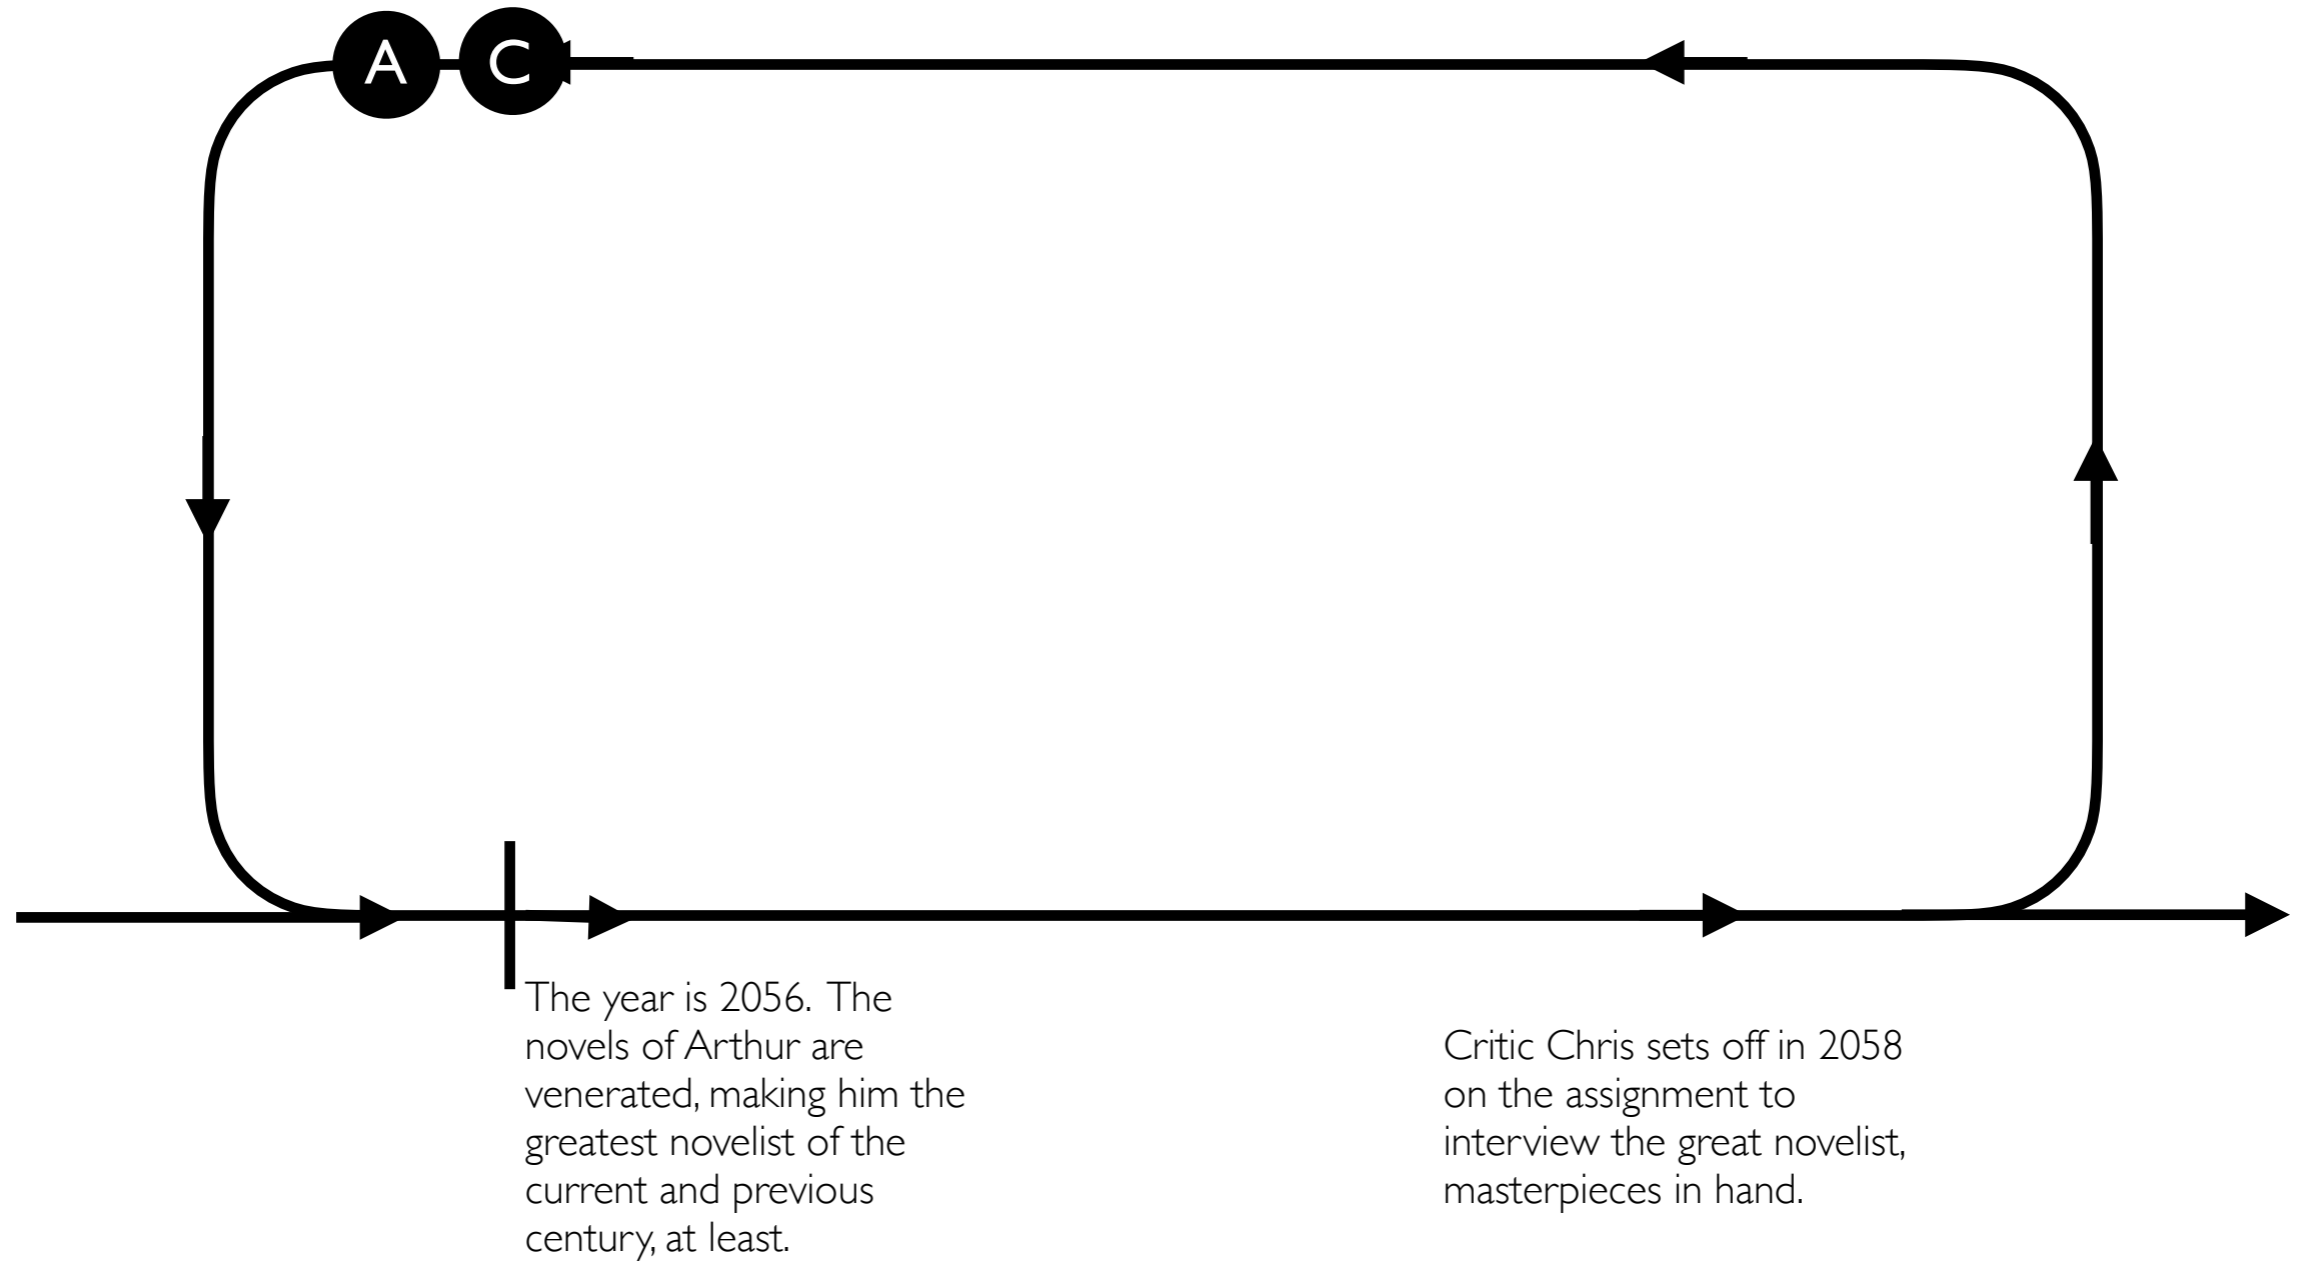 A C
The year is 2056. The
novels of Arthur are
venerated, making him the
greatest novelist of the
current and previous
century, at least.
Critic Chris sets off in 2058
on the assignment to
interview the great novelist,
masterpieces in hand.